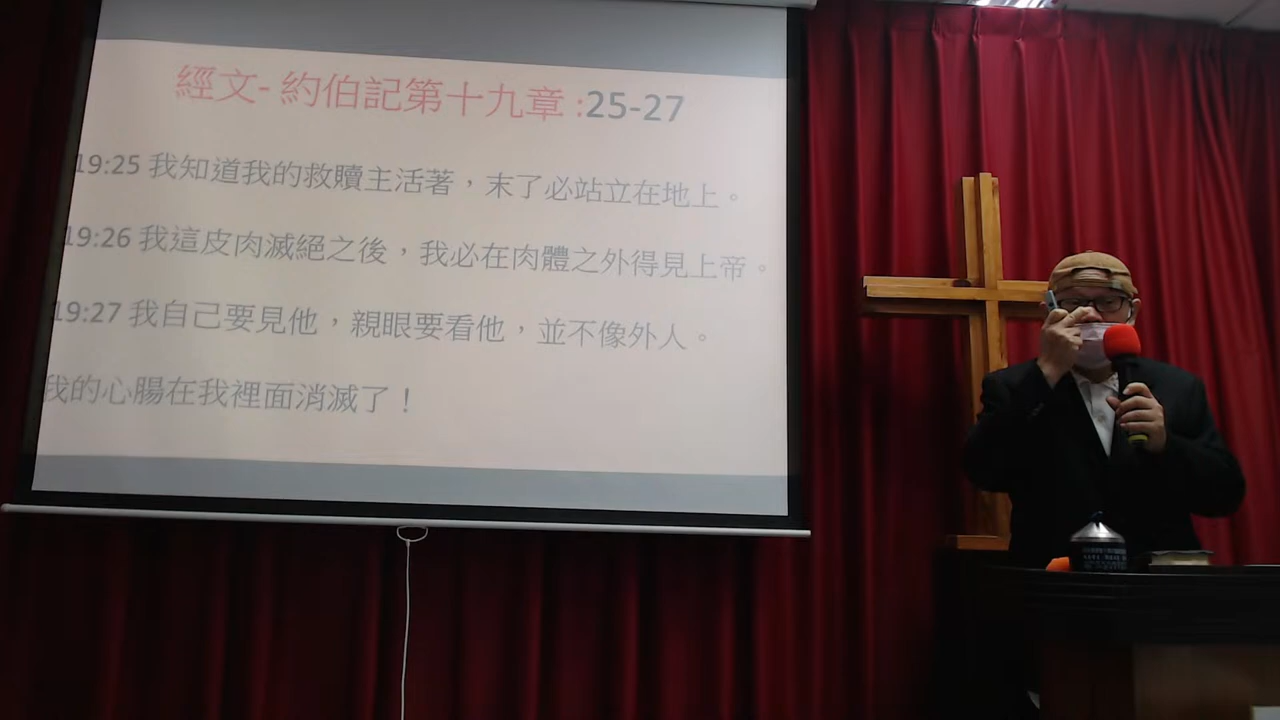 經文- 約伯記第十九章 :25-27
19:25 我知道我的救贖主活著，末了必站立在地上。
19:26 我這皮肉滅絕之後，我必在肉體之外得見上帝。
19:27 我自己要見他，親眼要看他，並不像外人。
我的心腸在我裡面消滅了！